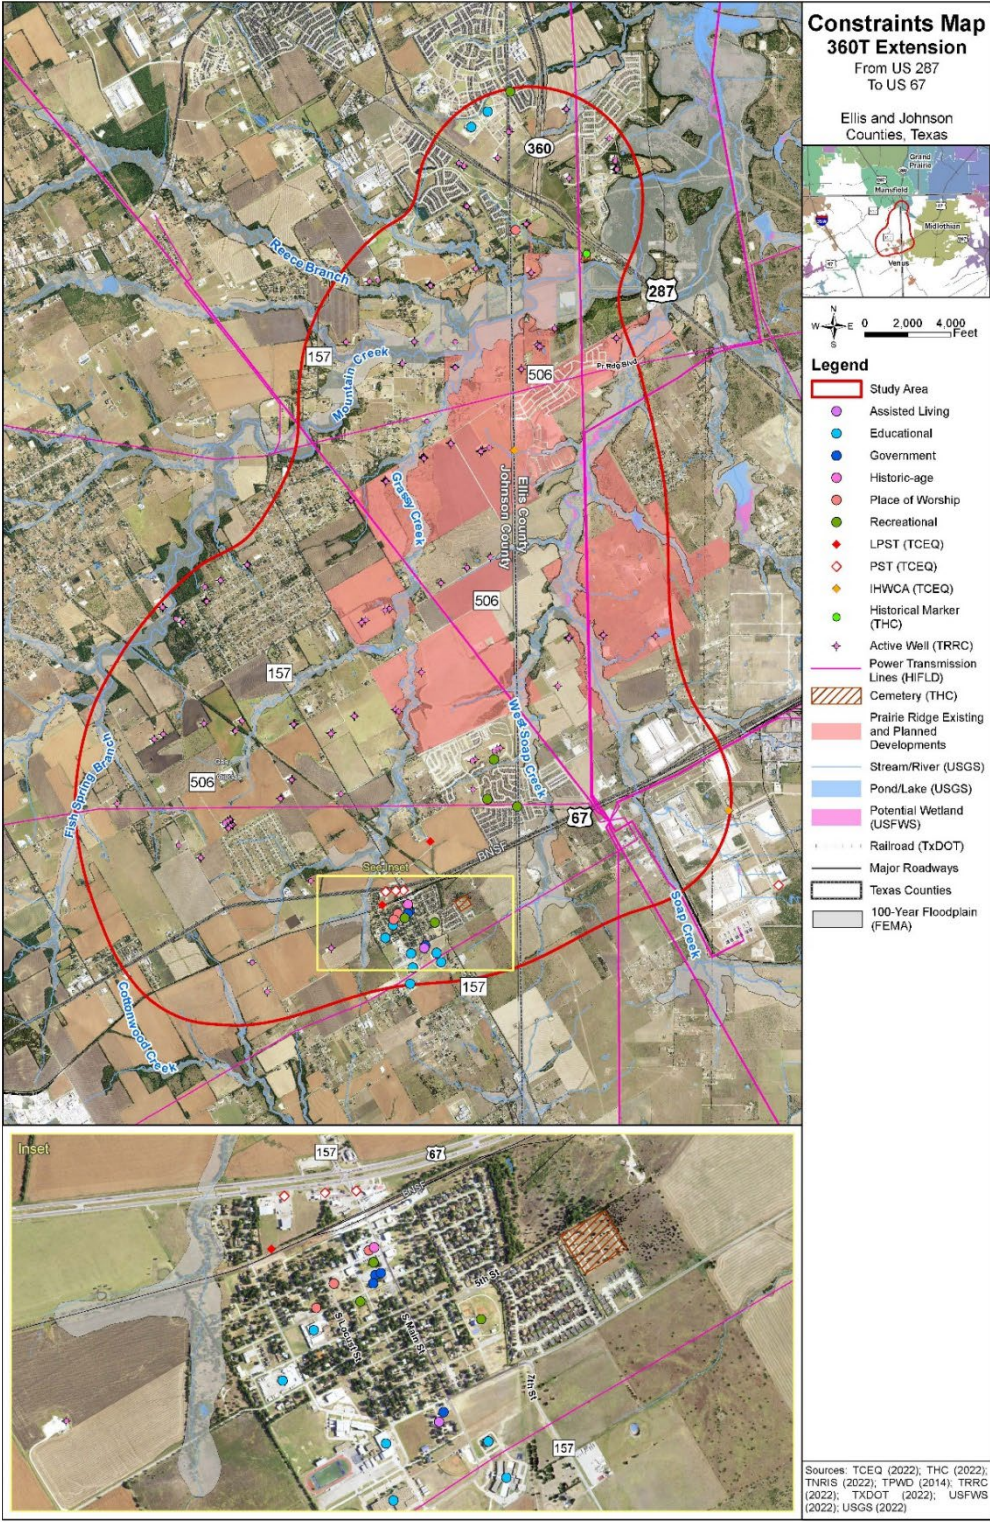 Constraints Map
360T Extension
From US 287
To US 67
Ellis and Johnson
Counties, Texas
Grand
Prairie
Mansfield
Midlothian
Venus
N
W
E
S
0
2,000
4,000
Feet
Legend
Study Area
Assisted Living
Educational
Government
Historic-age
Place of Worship
Recreational
LPST (TCEQ)
PST (TCEQ)
IHWCA (TCEQ)
Historical Marker
(THC)
Active Well (TRRC)
Power Transmission
Lines (HIFLD)
Cemetery (THC)
Prairie Ridge Existing
and Planned
Developments
Stream/River (USGS)
Pond/Lake (USGS)
Potential Wetland
(USFWS)
Railroad (TxDOT)
Major Roadways
Texas Counties
100-Year Floodplain
(FEMA)
Sources: TCEQ (2022); THC (2022);
TNRIS (2022); TPWD (2014); TRRC
(2022); TXDOT (2022); USFWS
(2022); USGS (2022)
360
Reece Branch
287
157
Mountain Creek
506
Pr Rdg Blvd
Grassy Creek
Ellis County
Johnson County
506
157
West Soap Creek
Fish Spring Branch
506
67
BNSF
See Inset
Soap Creek
157
Cottonwood Creek
Inset
157
67
BNSF
5th St
S Locust St
S Main St
7th St
157